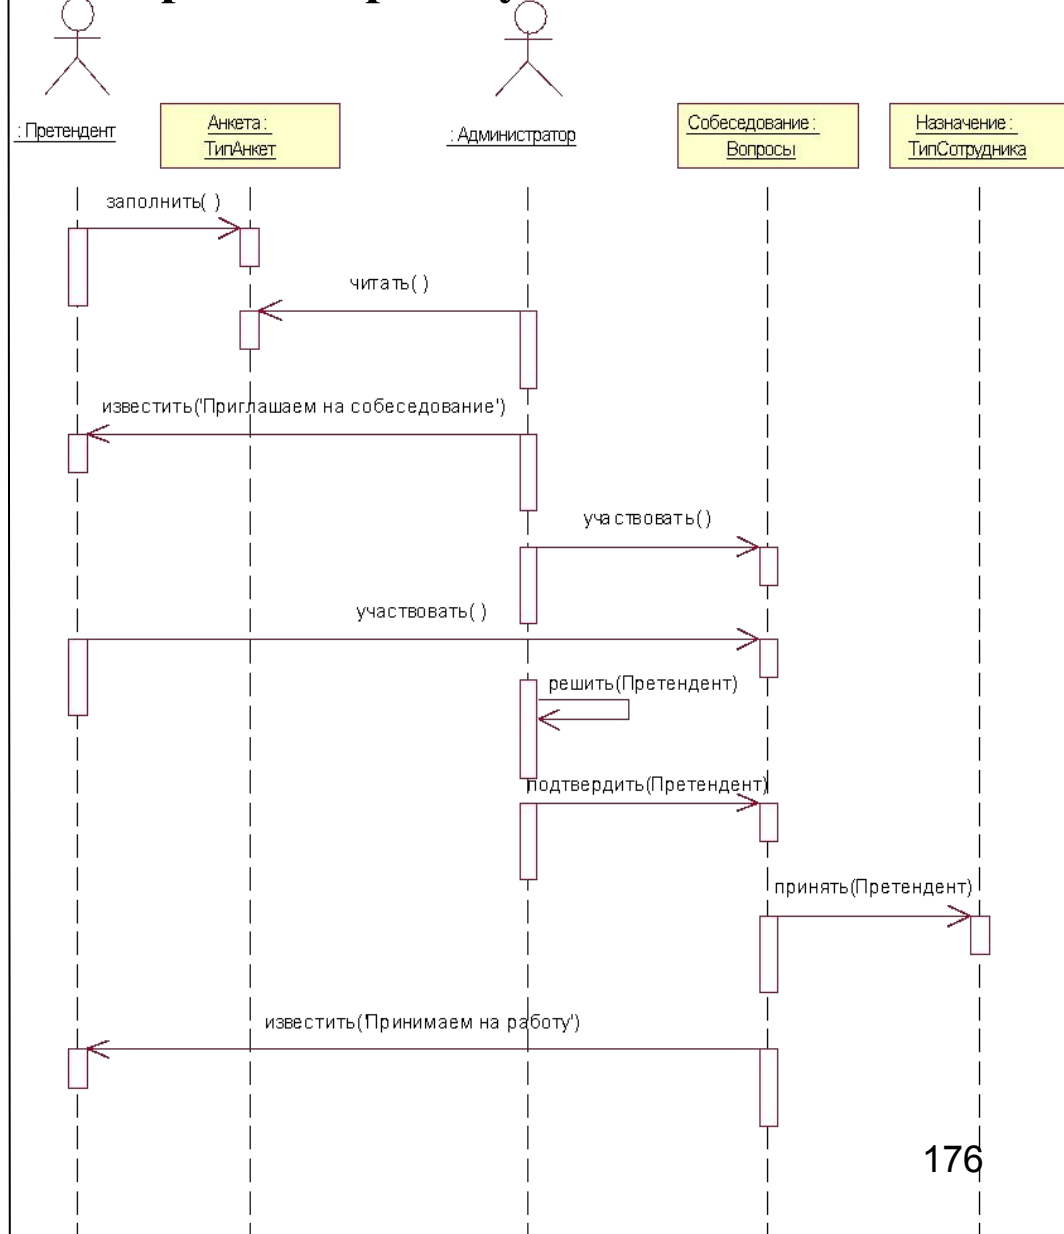 : Претендент
Анкета :
ТипАнкет
: Администратор
Собеседование :
Вопросы
Назначение :
ТипСотрудника
заполнить( )
читать( )
известить('Приглашаем на собеседование')
участвовать( )
участвовать( )
решить(Претендент)
подтвердить(Претендент)
принять(Претендент)
известить('Принимаем на работу')
176